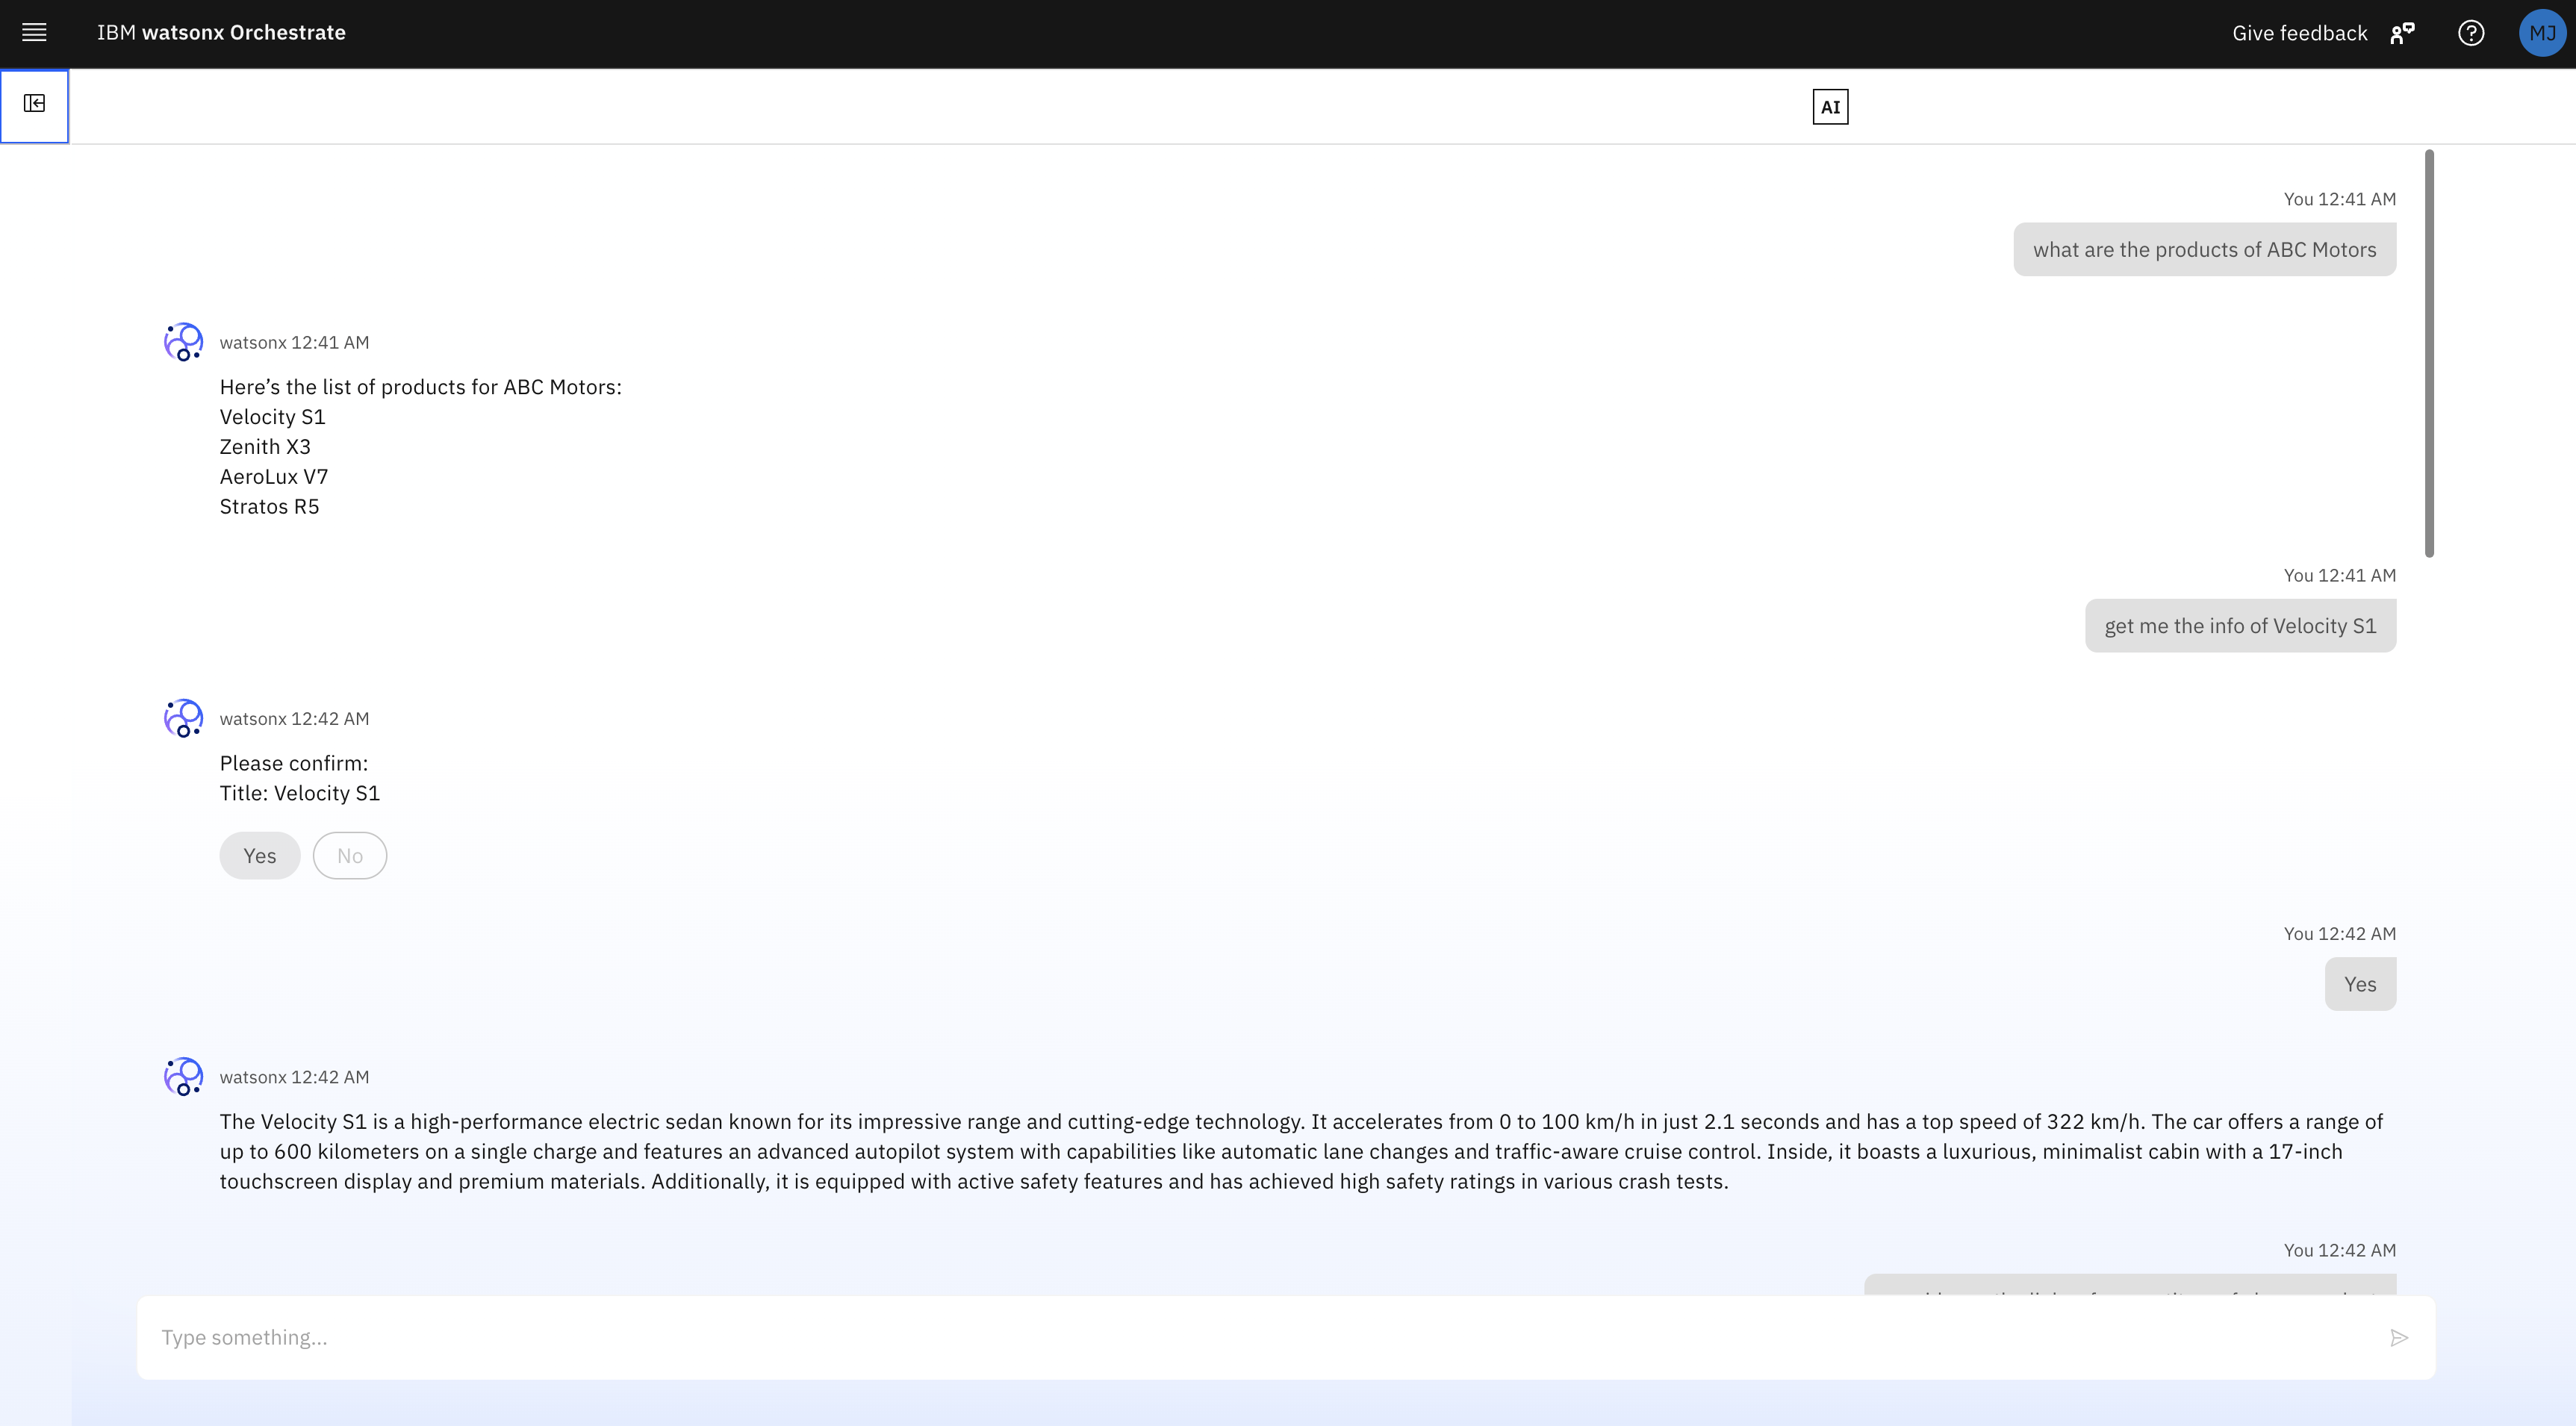 IBM watsonx Orchestrate
Give feedback
MJ
AI
You 12:41 AM
what are the products of ABC Motors
watsonx 12:41 AM
Here’s the list of products for ABC Motors:
Velocity S1
Zenith X3
AeroLux V7
Stratos R5
You 12:41 AM
get me the info of Velocity S1
watsonx 12:42 AM
Please confirm:
Title: Velocity S1
Yes No
You 12:42 AM
Yes
watsonx 12:42 AM
The Velocity S1 is a high-performance electric sedan known for its impressive range and cutting-edge technology. It accelerates from 0 to 100 km/h in just 2.1 seconds and has a top speed of 322 km/h. The car offers a range of
up to 600 kilometers on a single charge and features an advanced autopilot system with capabilities like automatic lane changes and traffic-aware cruise control. Inside, it boasts a luxurious, minimalist cabin with a 17-inch
touchscreen display and premium materials. Additionally, it is equipped with active safety features and has achieved high safety ratings in various crash tests.
You 12:42 AM
Type something...